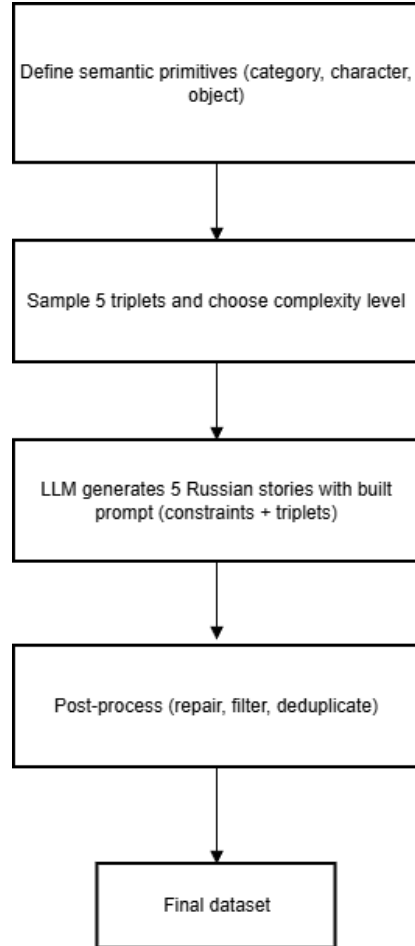 Define semantic primitives (category, character,
object)
Sample 5 triplets and choose complexity level
LLM generates 5 Russian stories with built
prompt (constraints + triplets)
Post-process (repair, filter, deduplicate)
Final dataset